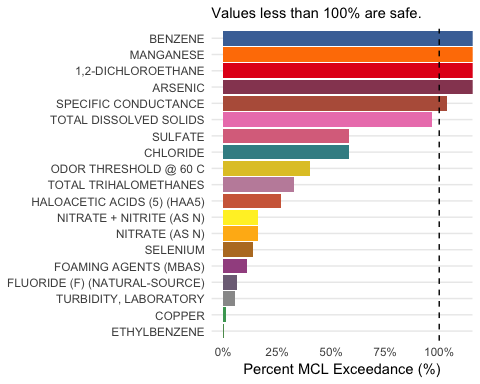 Values less than 100% are safe.
BENZENE
MANGANESE
1,2-DICHLOROETHANE
ARSENIC
SPECIFIC CONDUCTANCE
TOTAL DISSOLVED SOLIDS
SULFATE
CHLORIDE
ODOR THRESHOLD @ 60 C
TOTAL TRIHALOMETHANES
HALOACETIC ACIDS (5) (HAA5)
NITRATE + NITRITE (AS N)
NITRATE (AS N)
SELENIUM
FOAMING AGENTS (MBAS)
FLUORIDE (F) (NATURAL-SOURCE)
TURBIDITY, LABORATORY
COPPER
ETHYLBENZENE
0% 25% 50% 75% 100%
Percent MCL Exceedance (%)